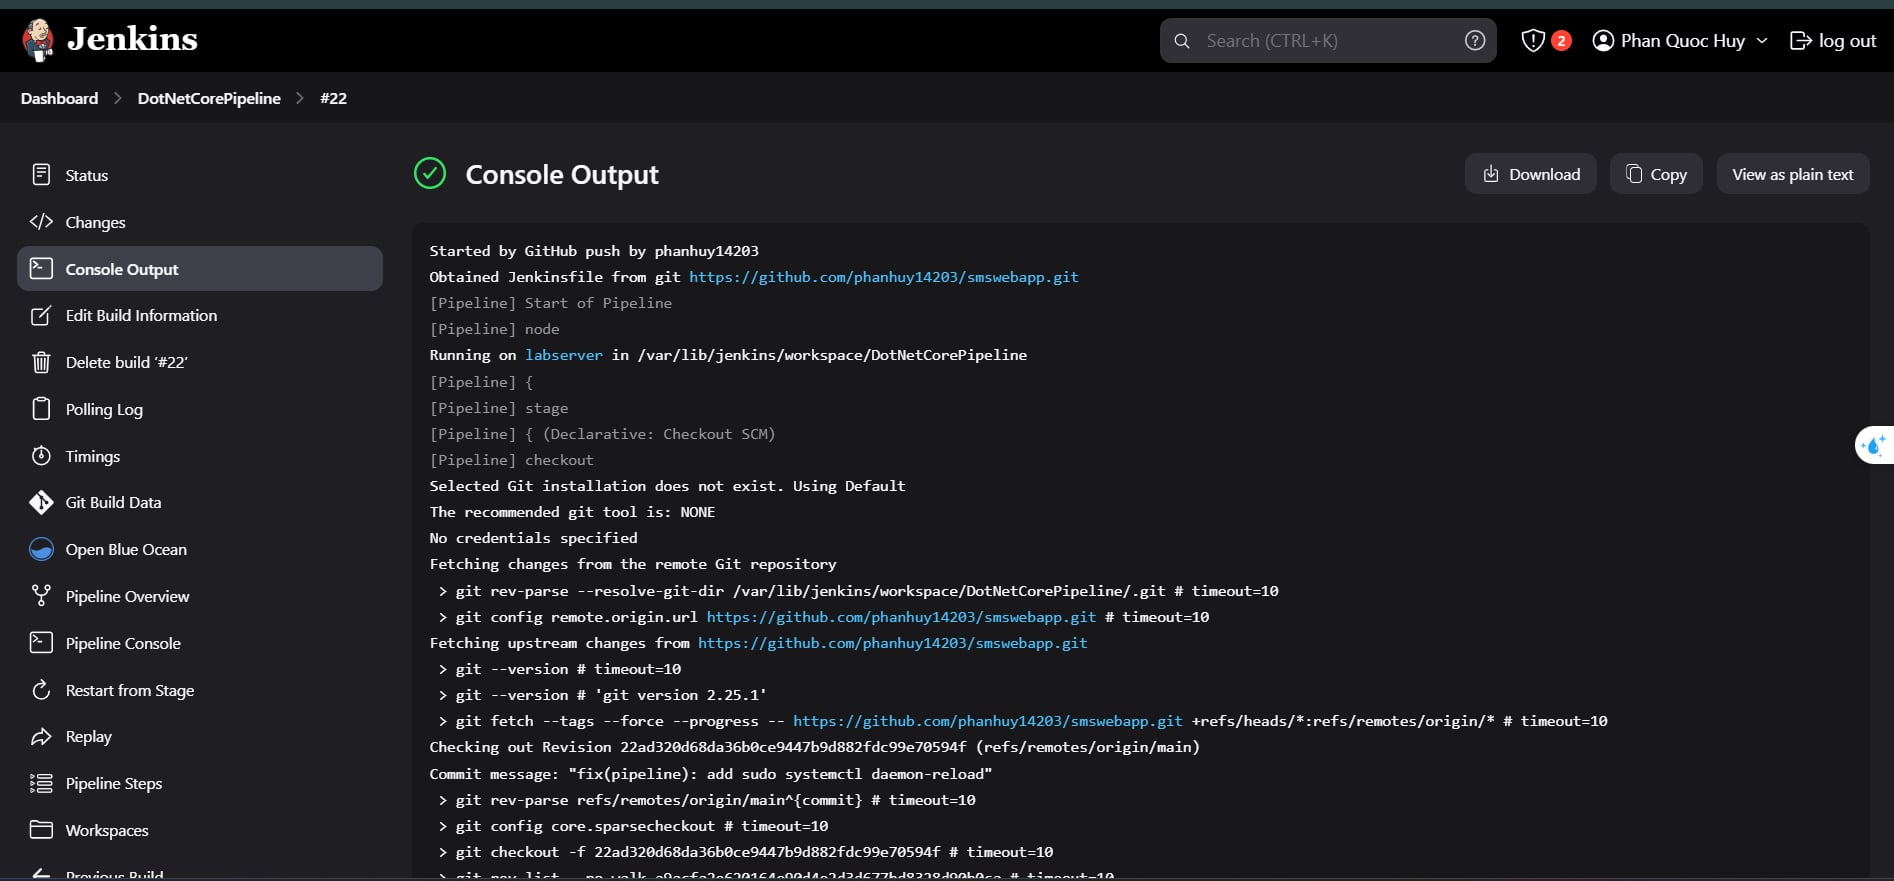 Jenkins
Search (CTRL+K)
2
Phan Quoc Huy
log out
Dashboard
DotNetCorePipeline
#22
Status
Changes
Console Output
Edit Build Information
Delete build ‘#22’
Polling Log
Timings
Git Build Data
Open Blue Ocean
Pipeline Overview
Pipeline Console
Restart from Stage
Replay
Pipeline Steps
Workspaces
Previous Build
Console Output
Download
Copy
View as plain text
Started by GitHub push by phanhuy14203
Obtained Jenkinsfile from git https://github.com/phanhuy14203/smswebapp.git
[Pipeline] Start of Pipeline
[Pipeline] node
Running on labserver in /var/lib/jenkins/workspace/DotNetCorePipeline
[Pipeline] {
[Pipeline] stage
[Pipeline] { (Declarative: Checkout SCM)
[Pipeline] checkout
Selected Git installation does not exist. Using Default
The recommended git tool is: NONE
No credentials specified
Fetching changes from the remote Git repository
> git rev-parse --resolve-git-dir /var/lib/jenkins/workspace/DotNetCorePipeline/.git # timeout=10
> git config remote.origin.url https://github.com/phanhuy14203/smswebapp.git # timeout=10
Fetching upstream changes from https://github.com/phanhuy14203/smswebapp.git
> git --version # timeout=10
> git --version # 'git version 2.25.1'
> git fetch --tags --force --progress -- https://github.com/phanhuy14203/smswebapp.git +refs/heads/*:refs/remotes/origin/* # timeout=10
Checking out Revision 22ad320d68da36b0ce9447b9d882fdc99e70594f (refs/remotes/origin/main)
Commit message: "fix(pipeline): add sudo systemctl daemon-reload"
> git rev-parse refs/remotes/origin/main^{commit} # timeout=10
> git config core.sparsecheckout # timeout=10
> git checkout -f 22ad320d68da36b0ce9447b9d882fdc99e70594f # timeout=10
> git rev-list --no-walk # timeout=10